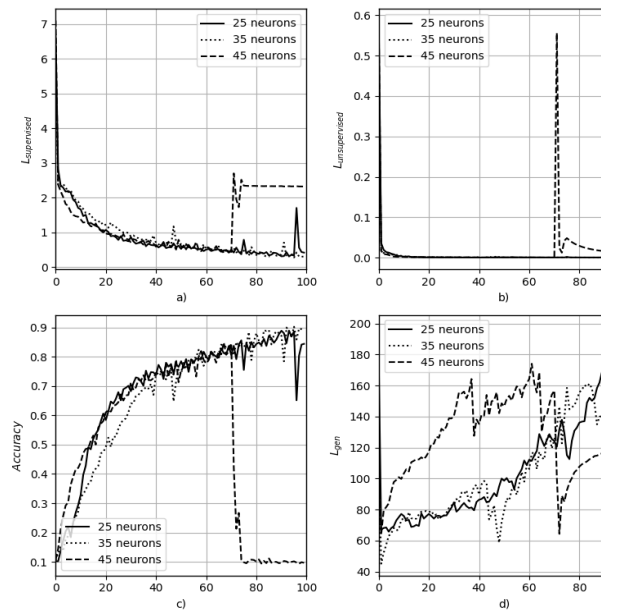 7
6
5
4
3
2
1
0
L_supervised
25 neurons
35 neurons
45 neurons
0 20 40 60 80 100
a)
0.6
0.5
0.4
0.3
0.2
0.1
0.0
L_unsupervised
25 neurons
35 neurons
45 neurons
0 20 40 60 80
b)
0.9
0.8
0.7
0.6
0.5
0.4
0.3
0.2
0.1
Accuracy
25 neurons
35 neurons
45 neurons
0 20 40 60 80 100
c)
200
180
160
140
120
100
80
60
40
L_gen
25 neurons
35 neurons
45 neurons
0 20 40 60 80
d)